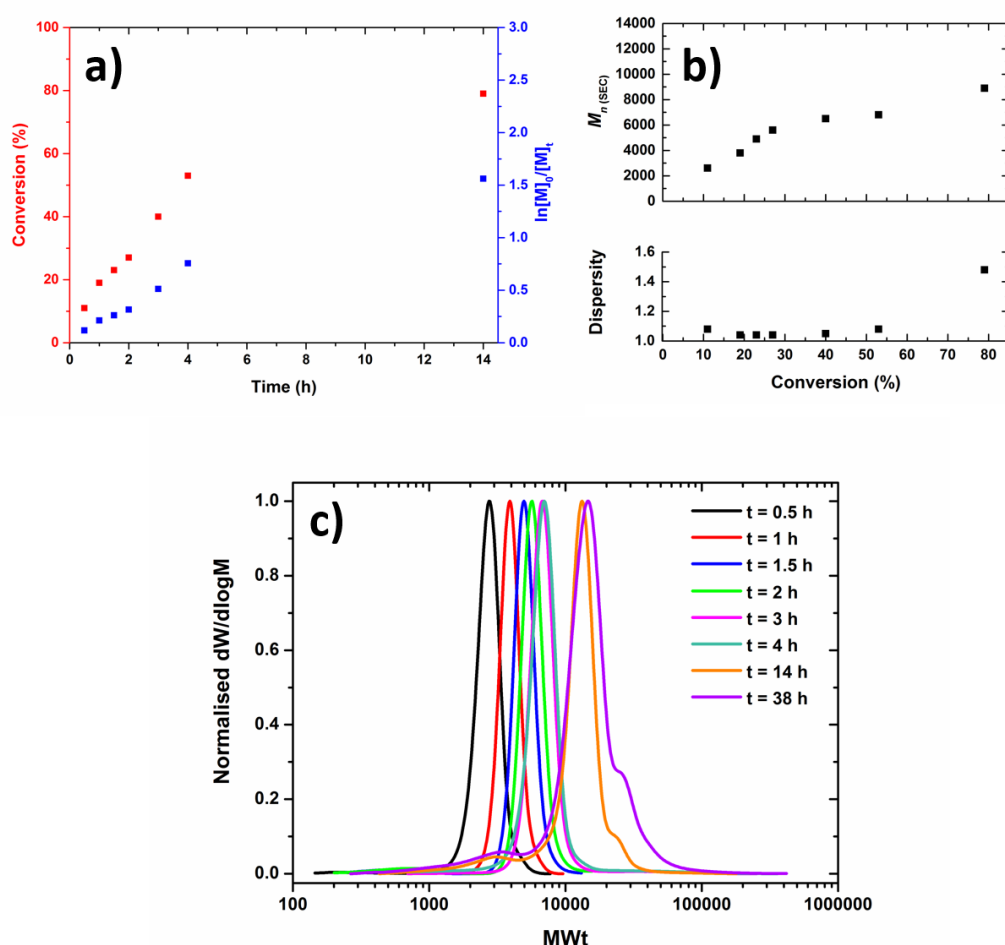 a)
100
80
60
40
20
0
Conversion (%)
3.0
2.5
2.0
1.5
1.0
0.5
0.0
ln[M]0/[M]t
0 2 4 6 8 10 12 14
Time (h)
b)
14000
12000
10000
8000
6000
4000
2000
0
Mn (SEC)
1.6
1.4
1.2
1.0
Dispersity
0 10 20 30 40 50 60 70 80
Conversion (%)
c)
1.0
0.8
0.6
0.4
0.2
0.0
Normalised dW/dlogM
t = 0.5 h
t = 1 h
t = 1.5 h
t = 2 h
t = 3 h
t = 4 h
t = 14 h
t = 38 h
100 1000 10000 100000 1000000
MWt